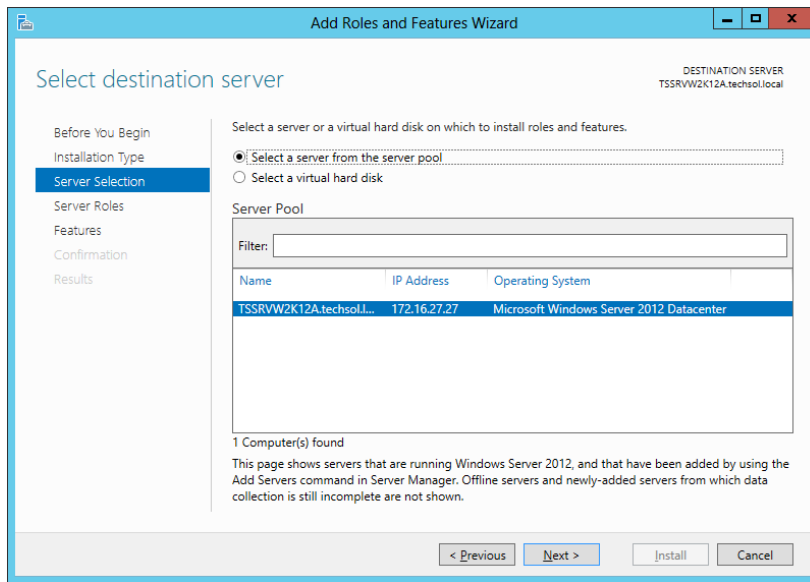 Add Roles and Features Wizard
Select destination server
DESTINATION SERVER
TSSRVW2K12A.techsol.local
Before You Begin
Installation Type
Server Selection
Server Roles
Features
Confirmation
Results
Select a server or a virtual hard disk on which to install roles and features.
Select a server from the server pool
Select a virtual hard disk
Server Pool
Filter:
Name IP Address Operating System
TSSRVW2K12A.techsol.l... 172.16.27.27 Microsoft Windows Server 2012 Datacenter
1 Computer(s) found
This page shows servers that are running Windows Server 2012, and that have been added by using the
Add Servers command in Server Manager. Offline servers and newly-added servers from which data
collection is still incomplete are not shown.
< Previous Next > Install Cancel